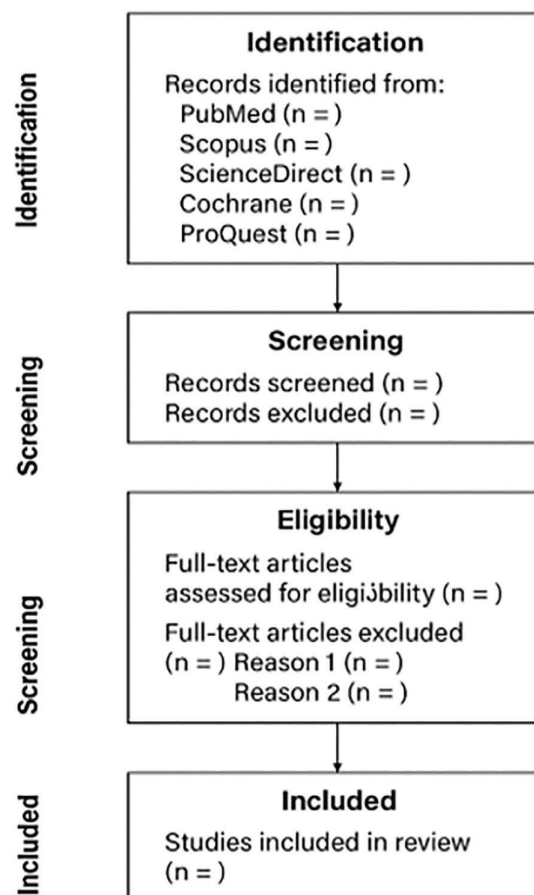 Identification
Identification
Records identified from:
PubMed (n = )
Scopus (n = )
ScienceDirect (n = )
Cochrane (n = )
ProQuest (n = )
Screening
Screening
Records screened (n = )
Records excluded (n = )
Screening
Eligibility
Full-text articles
assessed for eligiibility (n = )
Full-text articles excluded
(n = ) Reason 1 (n = )
Reason 2 (n = )
Included
Included
Studies included in review
(n = )